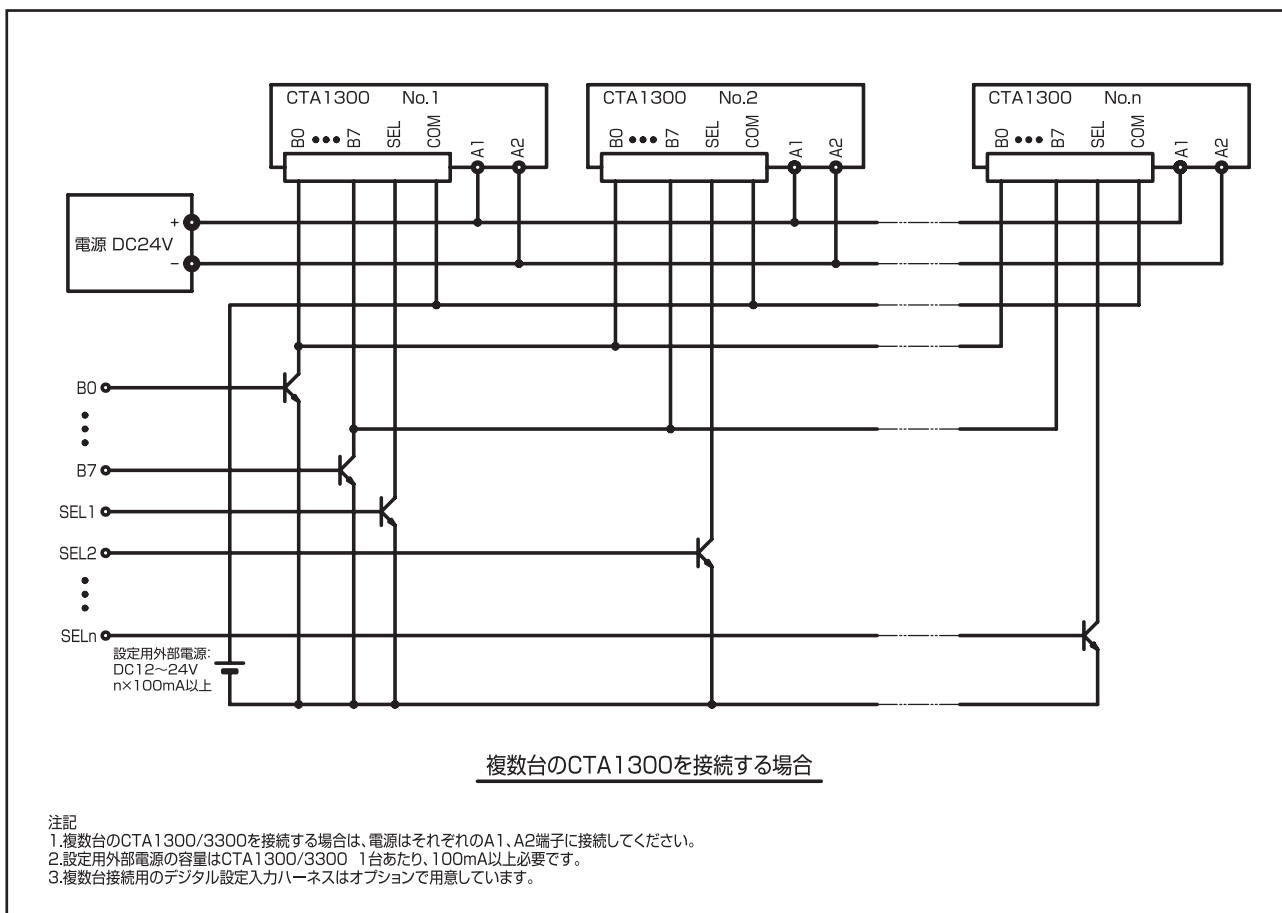 CTA1300 No.1
B0 ••• B7 SEL COM A1 A2
CTA1300 No.2
B0 ••• B7 SEL COM A1 A2
CTA1300 No.n
B0 ••• B7 SEL COM A1 A2
電源 DC24V
+
−
B0
B7
SEL1
SEL2
SELn
設定用外部電源:
DC12〜24V
n×100mA以上
複数台のCTA1300を接続する場合
注記
1.複数台のCTA1300/3300を接続する場合は、電源はそれぞれのA1、A2端子に接続してください。
2.設定用外部電源の容量はCTA1300/3300 1台あたり、100mA以上必要です。
3.複数台接続用のデジタル設定入力ハーネスはオプションで用意しています。